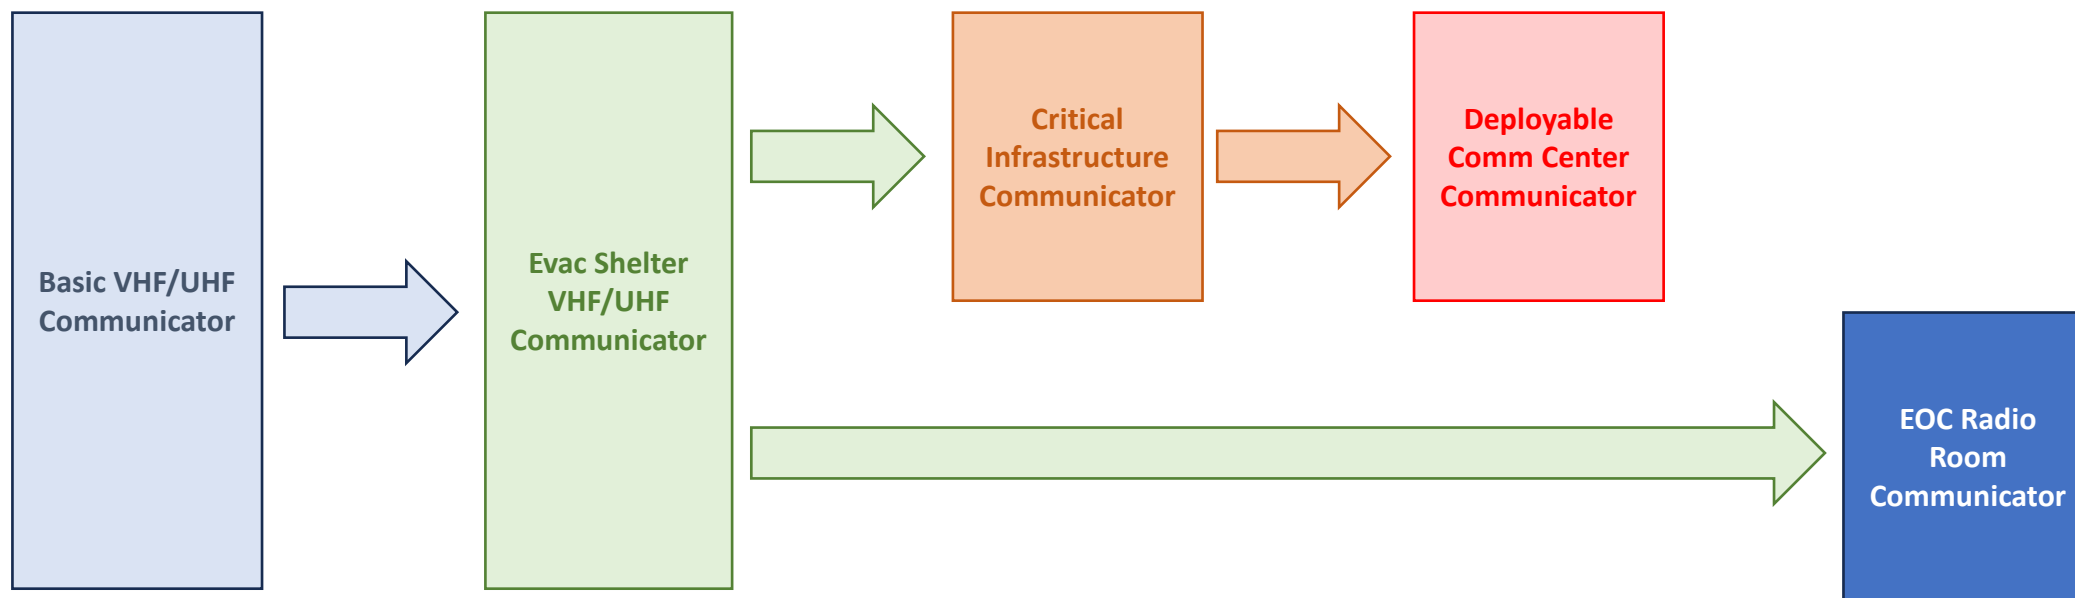 Basic VHF/UHF
Communicator
Evac Shelter
VHF/UHF
Communicator
Critical
Infrastructure
Communicator
Deployable
Comm Center
Communicator
EOC Radio
Room
Communicator